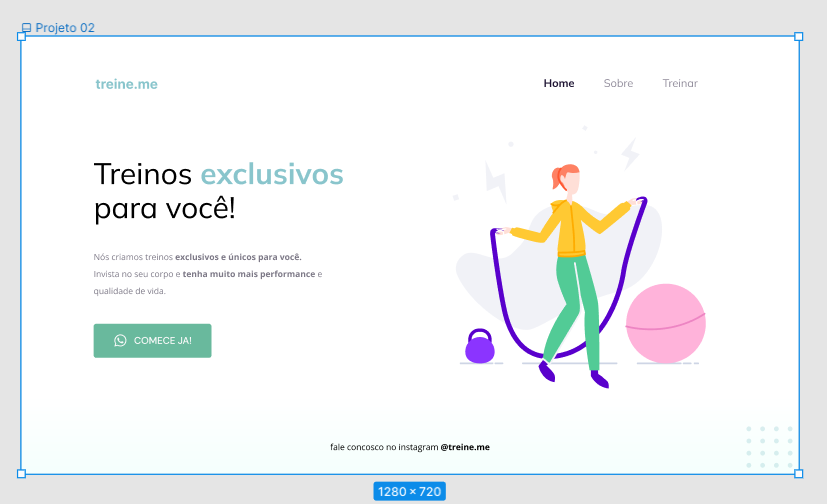 Projeto 02
treine.me
Home Sobre Treinar
Treinos exclusivos
para você!
Nós criamos treinos exclusivos e únicos para você.
Invista no seu corpo e tenha muito mais performance e
qualidade de vida.
COMECE JA!
fale concosco no instagram @treine.me
1280 × 720